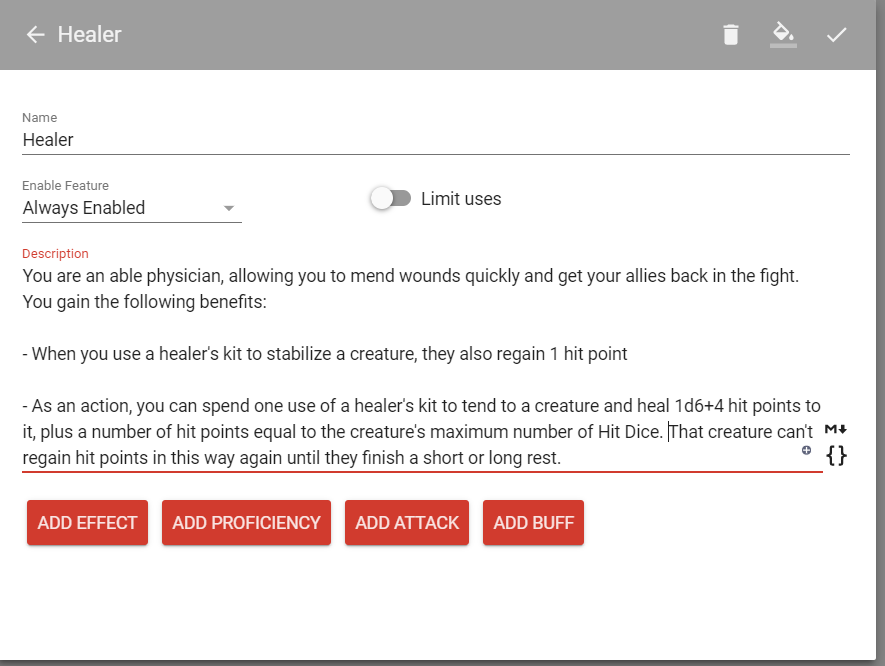 Healer
Name
Healer
Enable Feature
Always Enabled
Limit uses
Description
You are an able physician, allowing you to mend wounds quickly and get your allies back in the fight.
You gain the following benefits:
- When you use a healer's kit to stabilize a creature, they also regain 1 hit point
- As an action, you can spend one use of a healer's kit to tend to a creature and heal 1d6+4 hit points to
it, plus a number of hit points equal to the creature's maximum number of Hit Dice. That creature can't
regain hit points in this way again until they finish a short or long rest.
M
{}
ADD EFFECT
ADD PROFICIENCY
ADD ATTACK
ADD BUFF